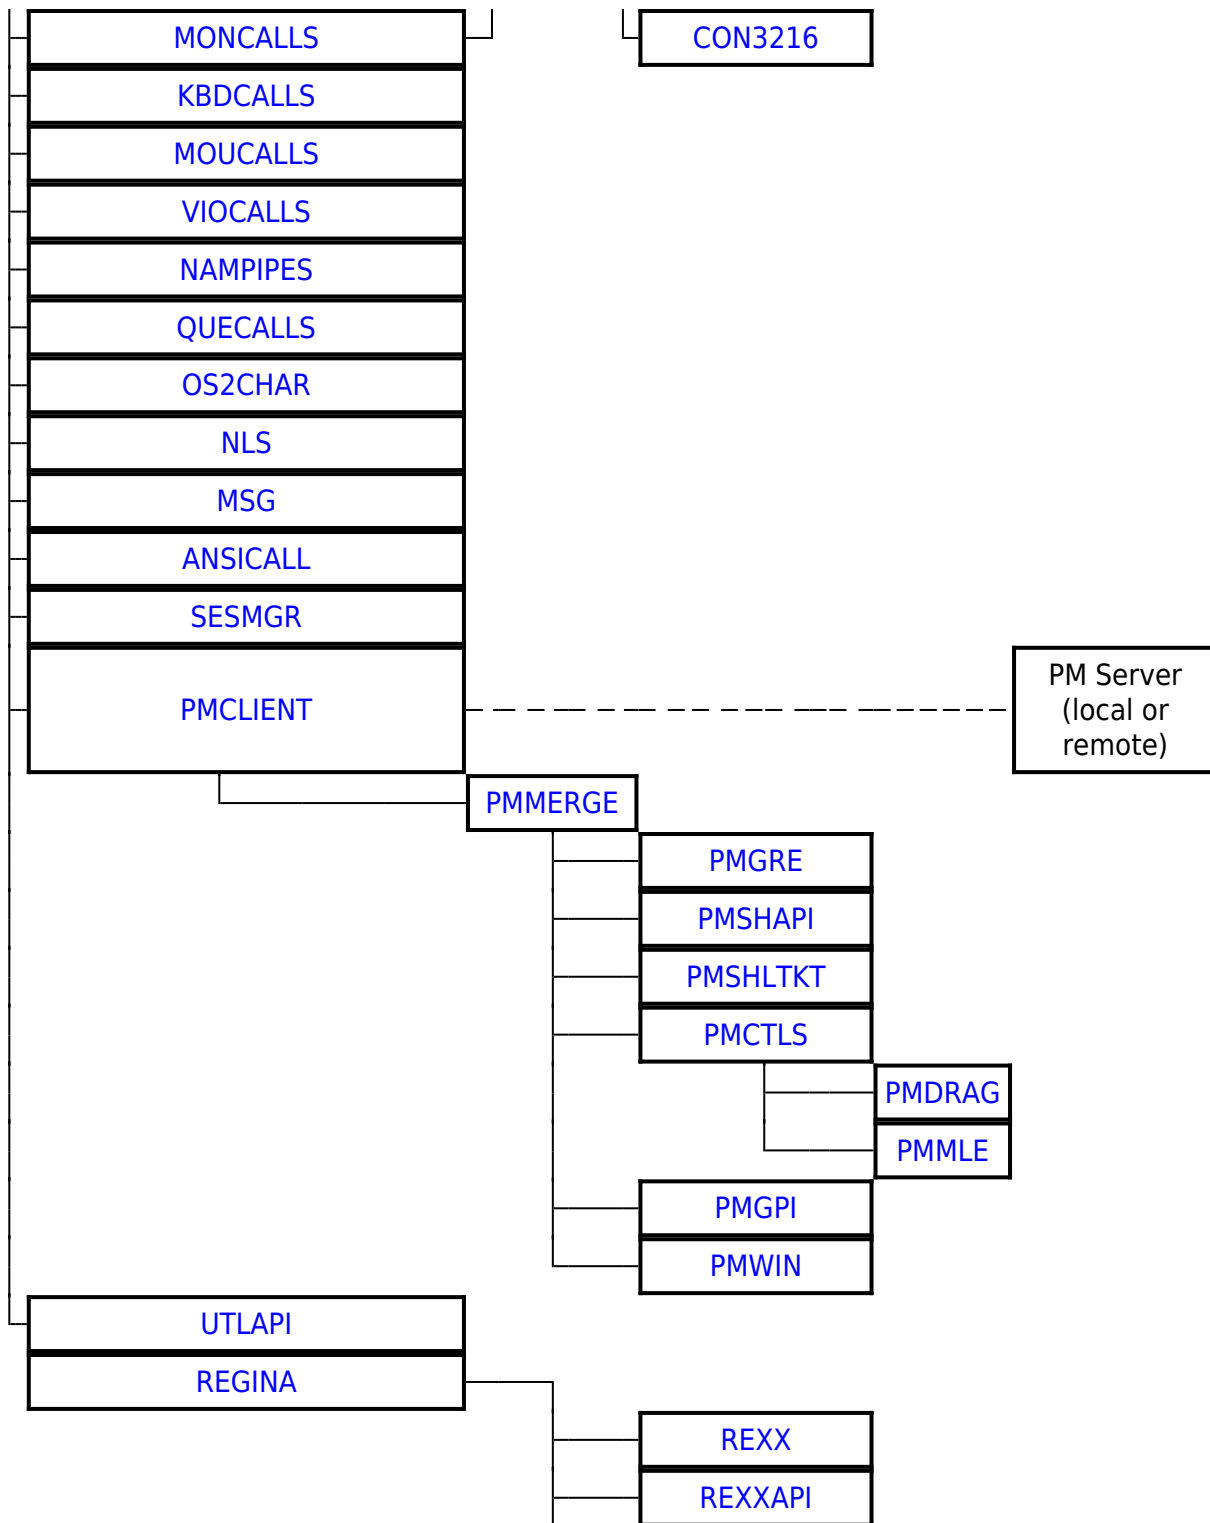 MONCALLS
CON3216
KBDCALLS
MOUCALLS
VIOCALLS
NAMPIPES
QUECALLS
OS2CHAR
NLS
MSG
ANSICALL
SESMGR
PMCLIENT
PM Server
(local or
remote)
PMMERGE
PMGRE
PMSHAPI
PMSHLTKT
PMCTLS
PMDRAG
PMMLE
PMGPI
PMWIN
UTLAPI
REGINA
REXX
REXXAPI